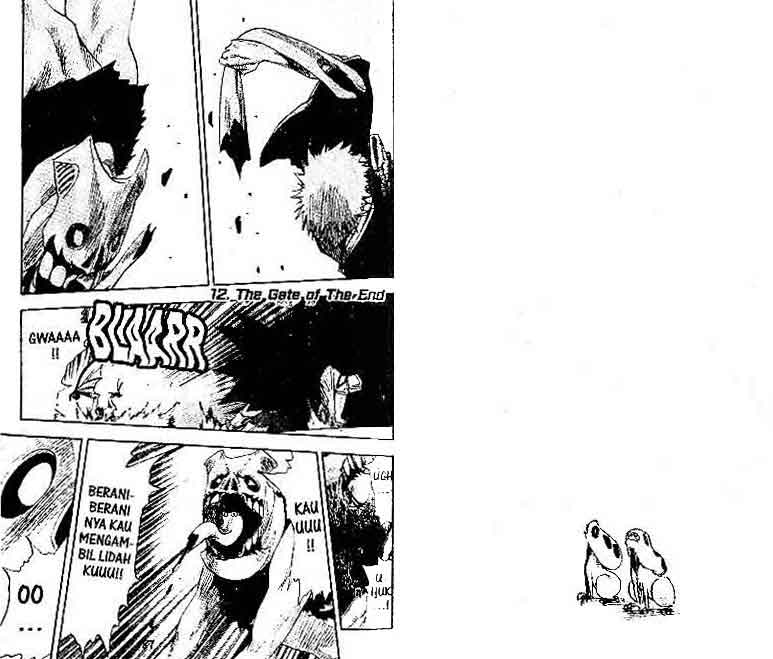 12. The Gate of The End
BLAARR
GWAAAA
!!
UGH
U
HUK
..!
KAU
UUU
!!
BERANI-
BERANI
NYA KAU
MENGAM-
BIL LIDAH
KUUU!!
OO
...